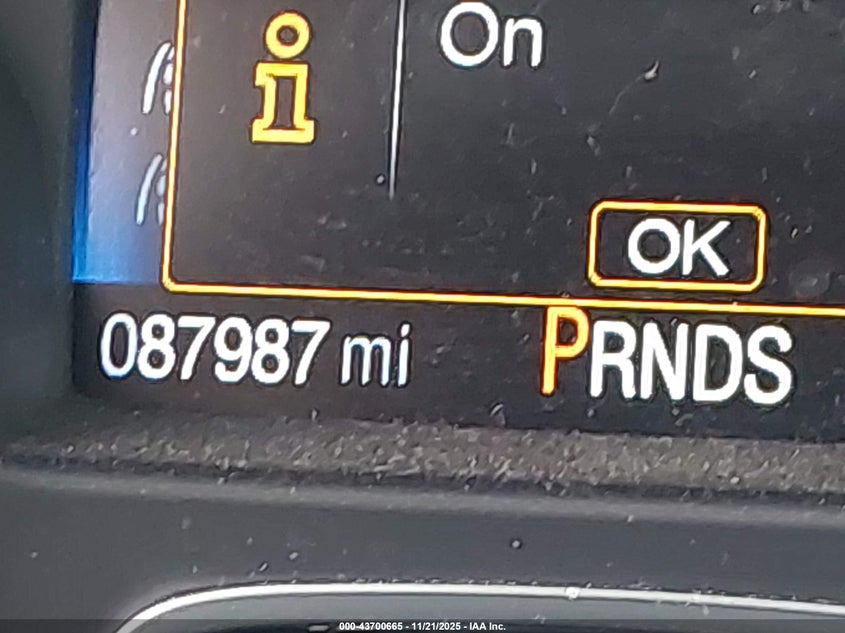 i
On
OK
087987 mi
PRNDS
000-43700665 - 11/21/2025 - IAA Inc.